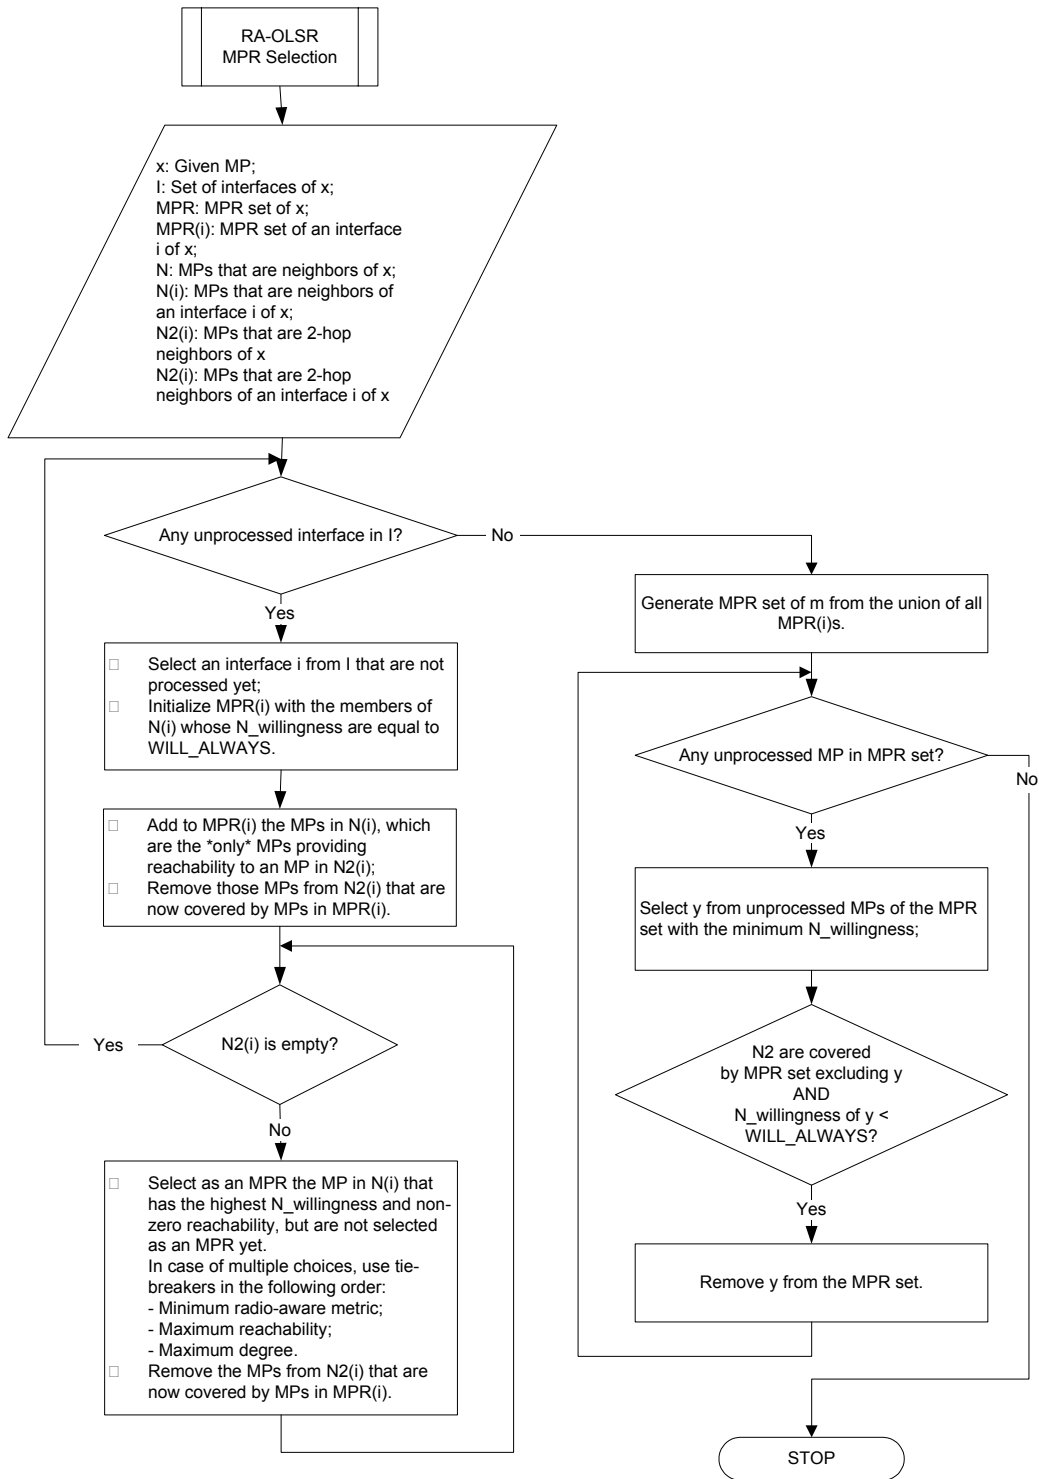 RA-OLSR
MPR Selection
x: Given MP;
I: Set of interfaces of x;
MPR: MPR set of x;
MPR(i): MPR set of an interface
i of x;
N: MPs that are neighbors of x;
N(i): MPs that are neighbors of
an interface i of x;
N2(i): MPs that are 2-hop
neighbors of x
N2(i): MPs that are 2-hop
neighbors of an interface i of x
Any unprocessed interface in I?
No
Yes
Select an interface i from I that are not
processed yet;
Initialize MPR(i) with the members of
N(i) whose N_willingness are equal to
WILL_ALWAYS.
Add to MPR(i) the MPs in N(i), which
are the *only* MPs providing
reachability to an MP in N2(i);
Remove those MPs from N2(i) that are
now covered by MPs in MPR(i).
N2(i) is empty?
Yes
No
Select as an MPR the MP in N(i) that
has the highest N_willingness and non-
zero reachability, but are not selected
as an MPR yet.
In case of multiple choices, use tie-
breakers in the following order:
- Minimum radio-aware metric;
- Maximum reachability;
- Maximum degree.
Remove the MPs from N2(i) that are
now covered by MPs in MPR(i).
Generate MPR set of m from the union of all
MPR(i)s.
Any unprocessed MP in MPR set?
No
Yes
Select y from unprocessed MPs of the MPR
set with the minimum N_willingness;
N2 are covered
by MPR set excluding y
AND
N_willingness of y <
WILL_ALWAYS?
Yes
Remove y from the MPR set.
STOP